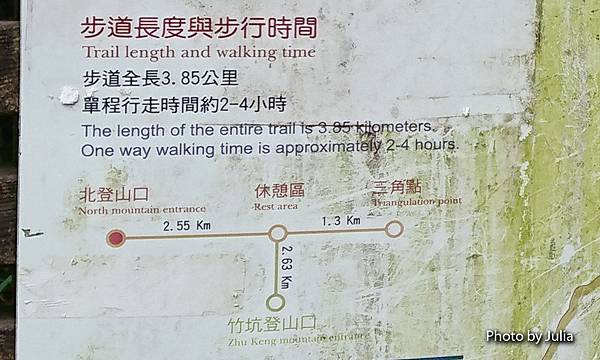 步道長度與步行時間
Trail length and walking time
步道全長3.85公里
單程行走時間約2-4小時
The length of the entire trail is 3.85 kilometers.
One way walking time is approximately 2-4 hours.
北登山口
North mountain entrance
休憩區
Rest area
三角點
Triangulation point
2.55 Km
1.3 Km
2.63 Km
竹坑登山口
Zhu Keng mountain entrance
Photo by Julia